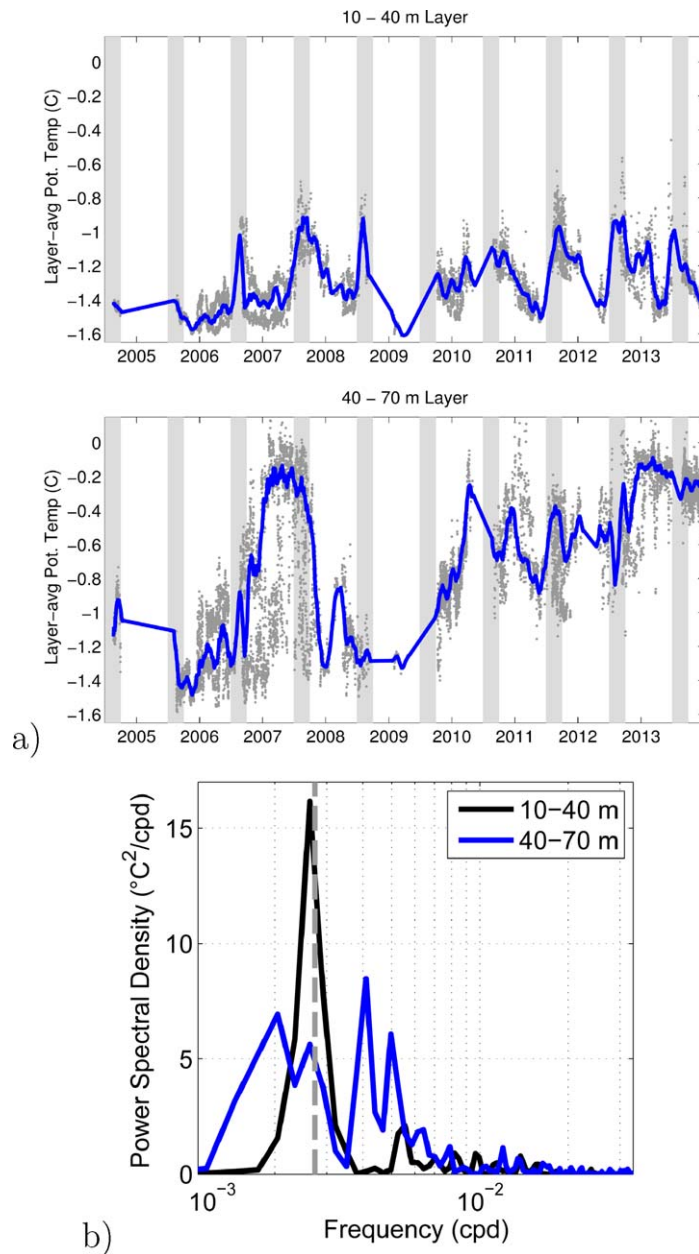 10 – 40 m Layer
Layer-avg Pot. Temp (C)
0
−0.2
−0.4
−0.6
−0.8
−1
−1.2
−1.4
−1.6
2005 2006 2007 2008 2009 2010 2011 2012 2013
40 – 70 m Layer
Layer-avg Pot. Temp (C)
0
−0.2
−0.4
−0.6
−0.8
−1
−1.2
−1.4
−1.6
2005 2006 2007 2008 2009 2010 2011 2012 2013
a)
Power Spectral Density (°C²/cpd)
15
10
5
0
10−40 m
40−70 m
10⁻³ 10⁻²
Frequency (cpd)
b)